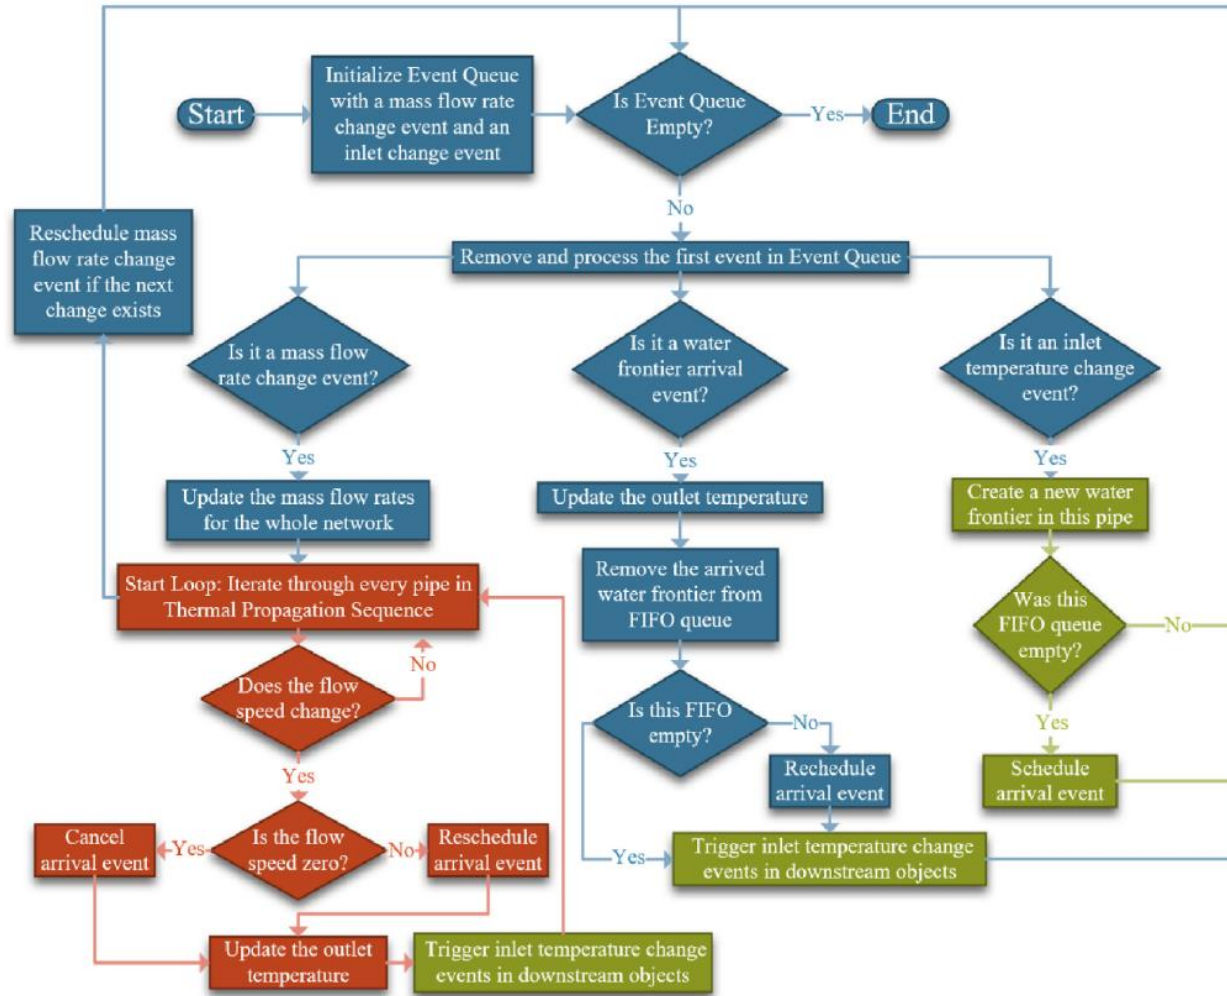 Start
Initialize Event Queue
with a mass flow rate
change event and an
inlet change event
Is Event Queue
Empty?
Yes
End
No
Reschedule mass
flow rate change
event if the next
change exists
Remove and process the first event in Event Queue
Is it a mass flow
rate change event?
Is it a water
frontier arrival
event?
Is it an inlet
temperature change
event?
Yes
Yes
Yes
Update the mass flow rates
for the whole network
Update the outlet temperature
Create a new water
frontier in this pipe
Start Loop: Iterate through every pipe in
Thermal Propagation Sequence
Remove the arrived
water frontier from
FIFO queue
Was this
FIFO queue
empty?
No
No
Does the flow
speed change?
Is this FIFO
empty?
No
Yes
Yes
Rechedule
arrival event
Schedule
arrival event
Cancel
arrival event
Yes
Is the flow
speed zero?
No
Reschedule
arrival event
Yes
Trigger inlet temperature change
events in downstream objects
Update the outlet
temperature
Trigger inlet temperature change
events in downstream objects